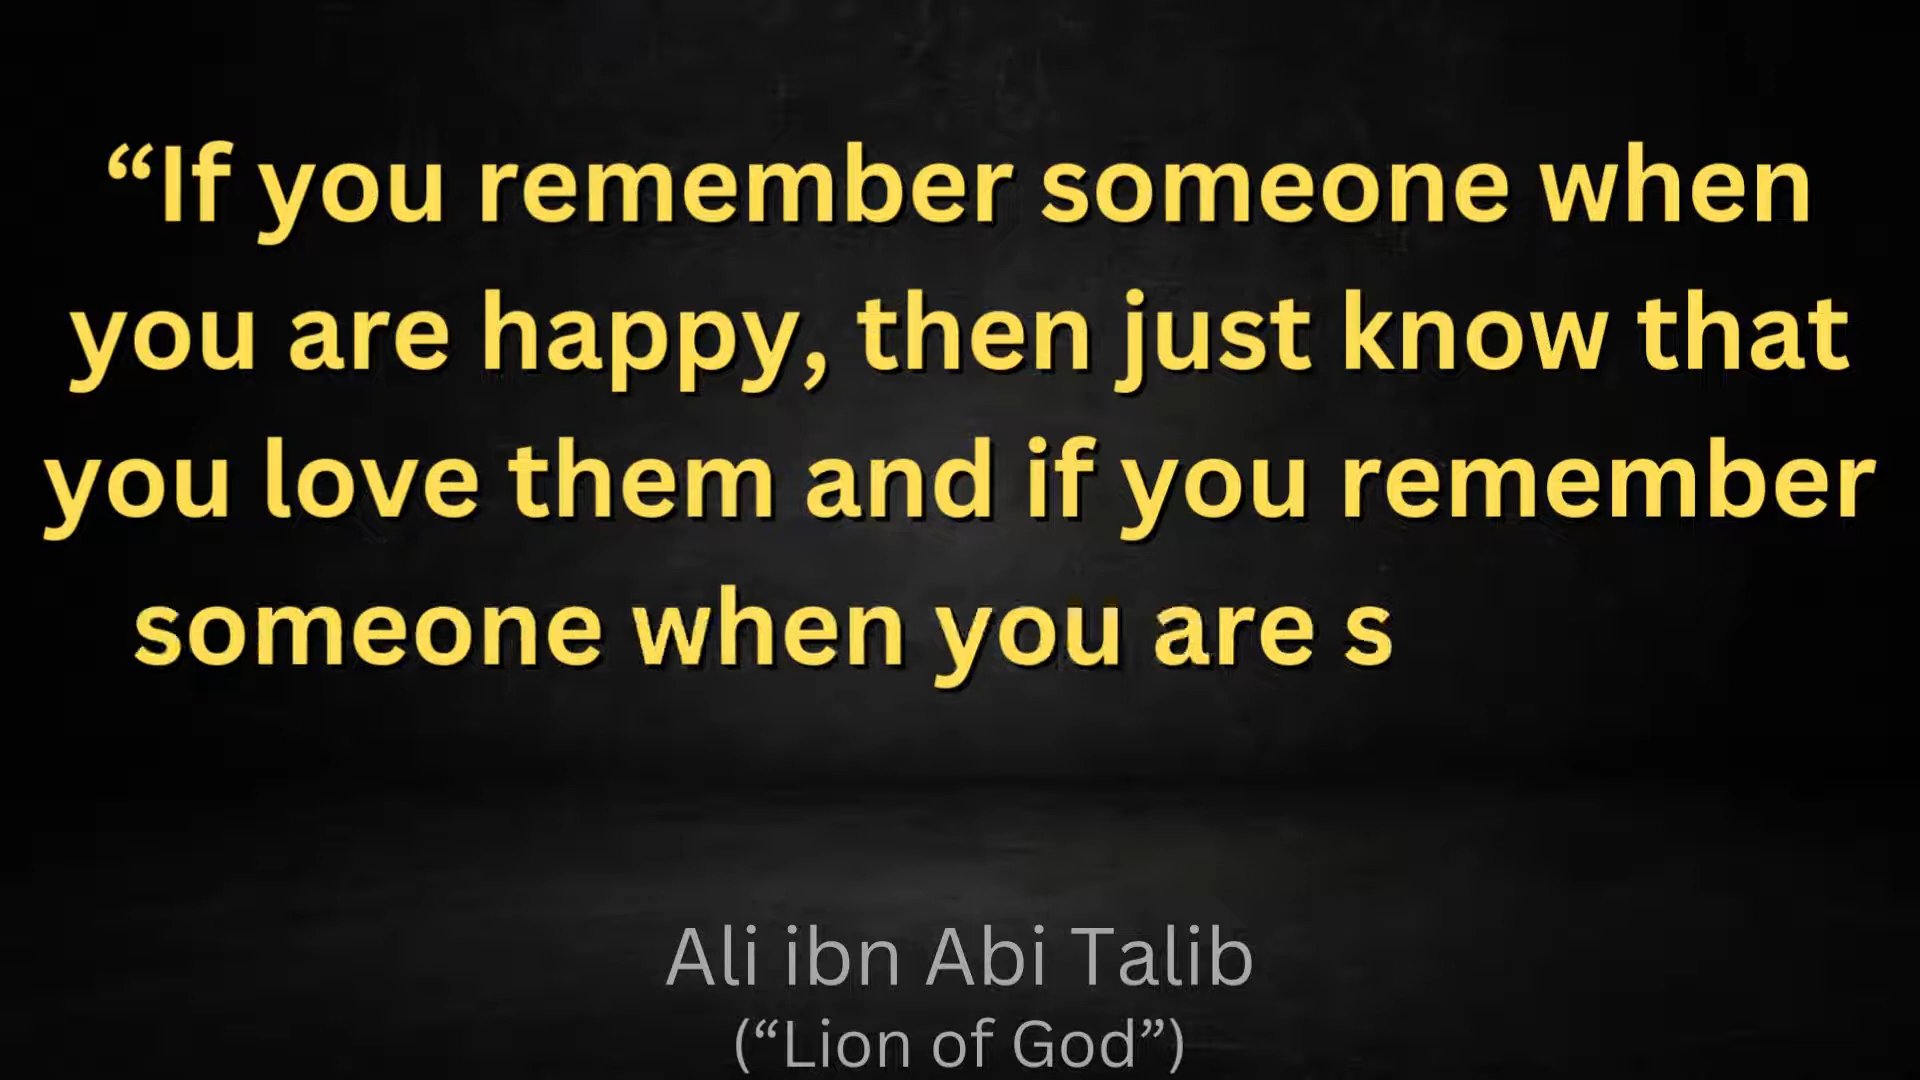 “If you remember someone when
you are happy, then just know that
you love them and if you remember
someone when you are s
Ali ibn Abi Talib
(“Lion of God”)